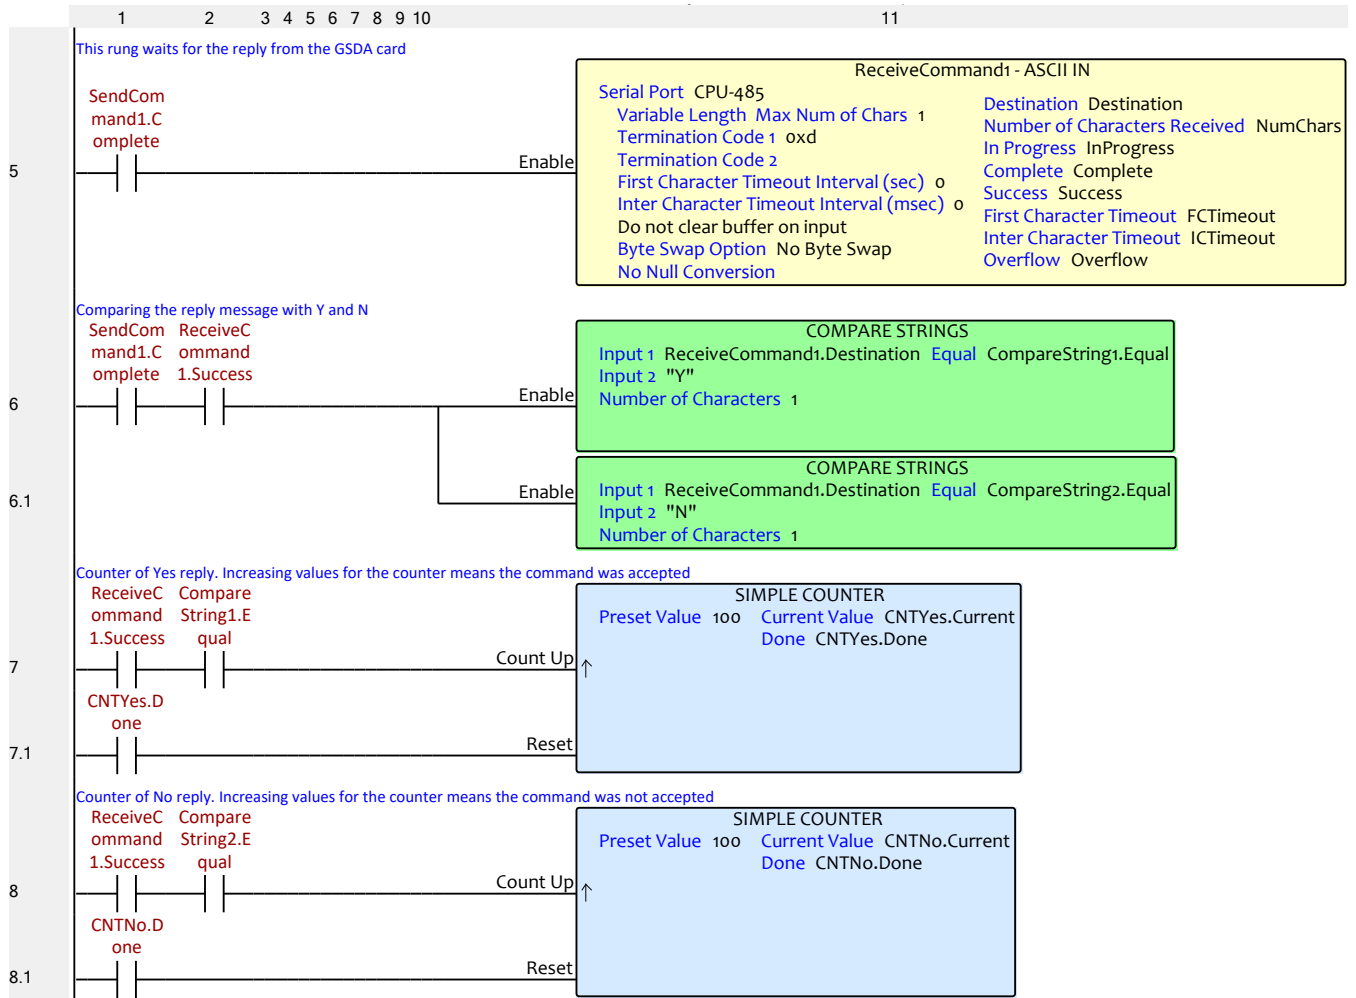 1 2 3 4 5 6 7 8 9 10 11
This rung waits for the reply from the GSDA card
SendCom
mand1.C
omplete
5
Enable
ReceiveCommand1 - ASCII IN
Serial Port CPU-485
Variable Length Max Num of Chars 1
Termination Code 1 0xd
Termination Code 2
First Character Timeout Interval (sec) 0
Inter Character Timeout Interval (msec) 0
Do not clear buffer on input
Byte Swap Option No Byte Swap
No Null Conversion
Destination Destination
Number of Characters Received NumChars
In Progress InProgress
Complete Complete
Success Success
First Character Timeout FCTimeout
Inter Character Timeout ICTimeout
Overflow Overflow
Comparing the reply message with Y and N
SendCom ReceiveC
mand1.C ommand
omplete 1.Success
6
Enable
COMPARE STRINGS
Input 1 ReceiveCommand1.Destination Equal CompareString1.Equal
Input 2 "Y"
Number of Characters 1
6.1
Enable
COMPARE STRINGS
Input 1 ReceiveCommand1.Destination Equal CompareString2.Equal
Input 2 "N"
Number of Characters 1
Counter of Yes reply. Increasing values for the counter means the command was accepted
ReceiveC Compare
ommand String1.E
1.Success qual
7
Count Up
SIMPLE COUNTER
Preset Value 100 Current Value CNTYes.Current
Done CNTYes.Done
CNTYes.D
one
7.1
Reset
Counter of No reply. Increasing values for the counter means the command was not accepted
ReceiveC Compare
ommand String2.E
1.Success qual
8
Count Up
SIMPLE COUNTER
Preset Value 100 Current Value CNTNo.Current
Done CNTNo.Done
CNTNo.D
one
8.1
Reset